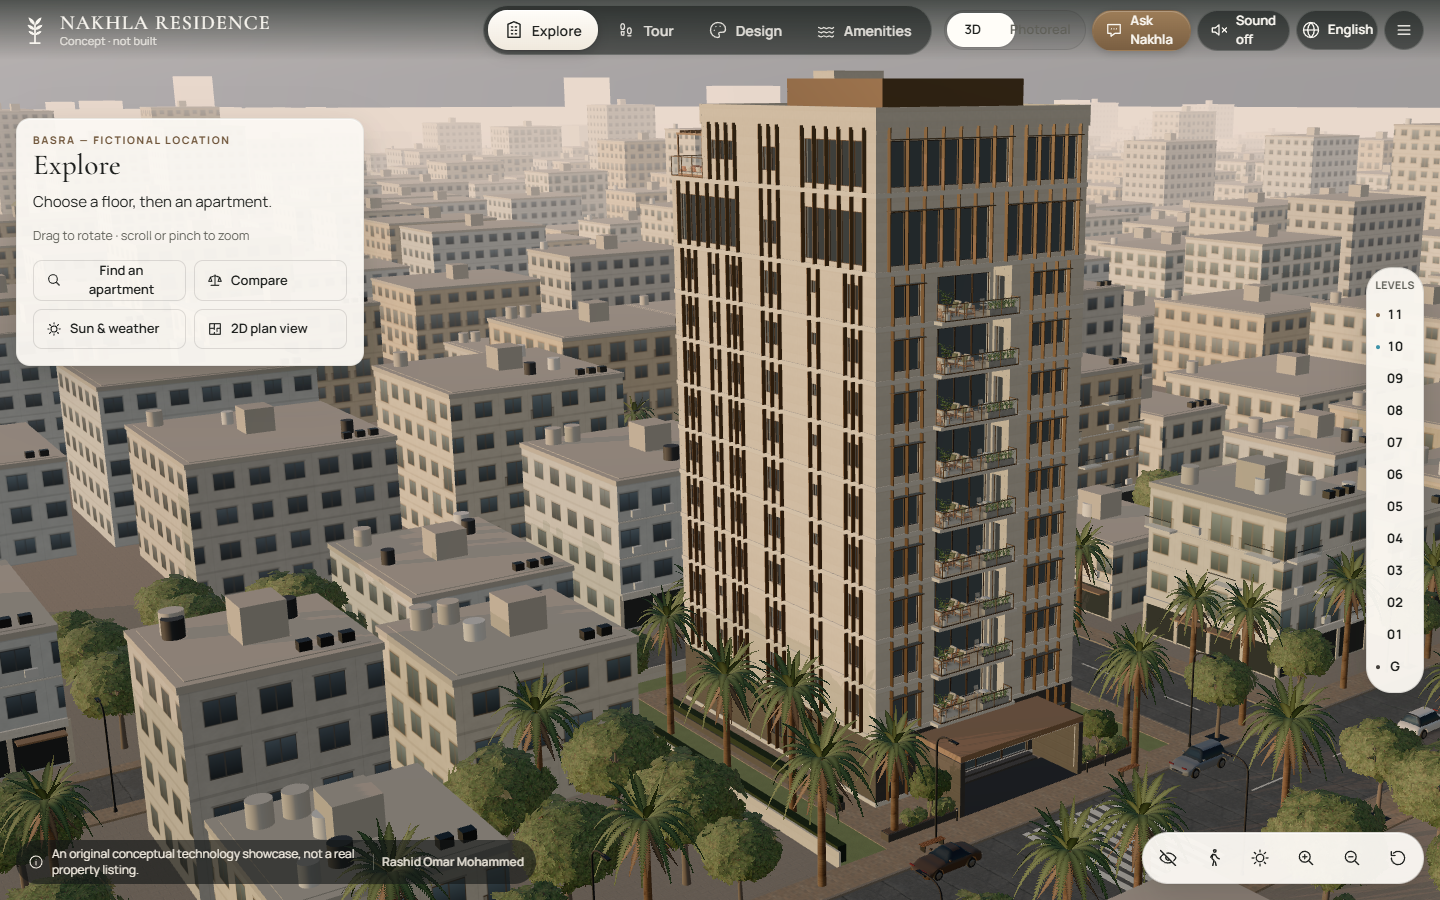 NAKHLA RESIDENCE
Concept · not built
Explore
Tour
Design
Amenities
3D
Photoreal
Ask
Nakhla
Sound
off
English
BASRA — FICTIONAL LOCATION
Explore
Choose a floor, then an apartment.
Drag to rotate · scroll or pinch to zoom
Find an
apartment
Compare
Sun & weather
2D plan view
LEVELS
11
10
09
08
07
06
05
04
03
02
01
G
An original conceptual technology showcase, not a real
property listing.
Rashid Omar Mohammed